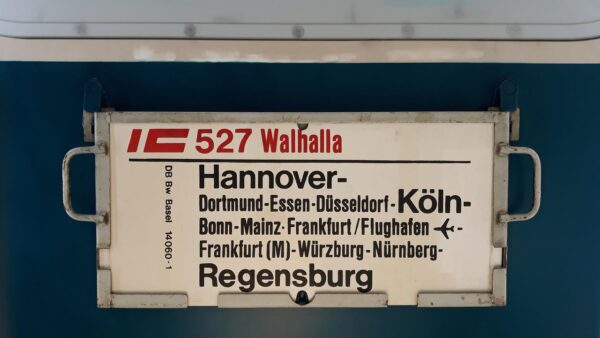 IC 527 Walhalla
Hannover-
Dortmund-Essen-Düsseldorf-Köln-
Bonn-Mainz-Frankfurt/Flughafen ✈-
Frankfurt (M)-Würzburg-Nürnberg-
Regensburg
DB Bw Basel 14060-1